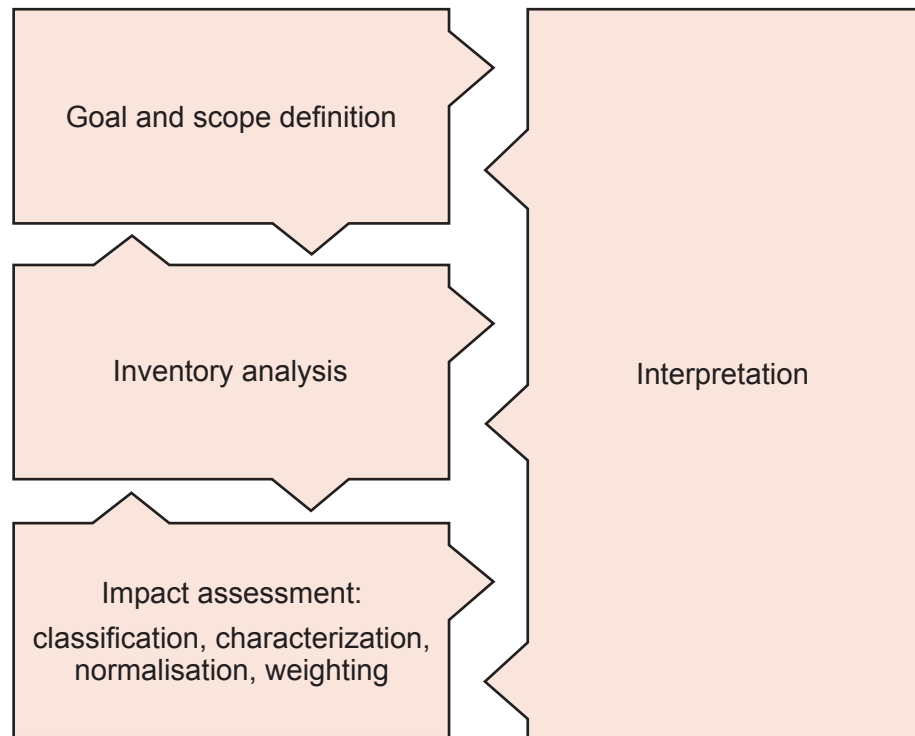 Goal and scope definition
Inventory analysis
Interpretation
Impact assessment:
classification, characterization,
normalisation, weighting